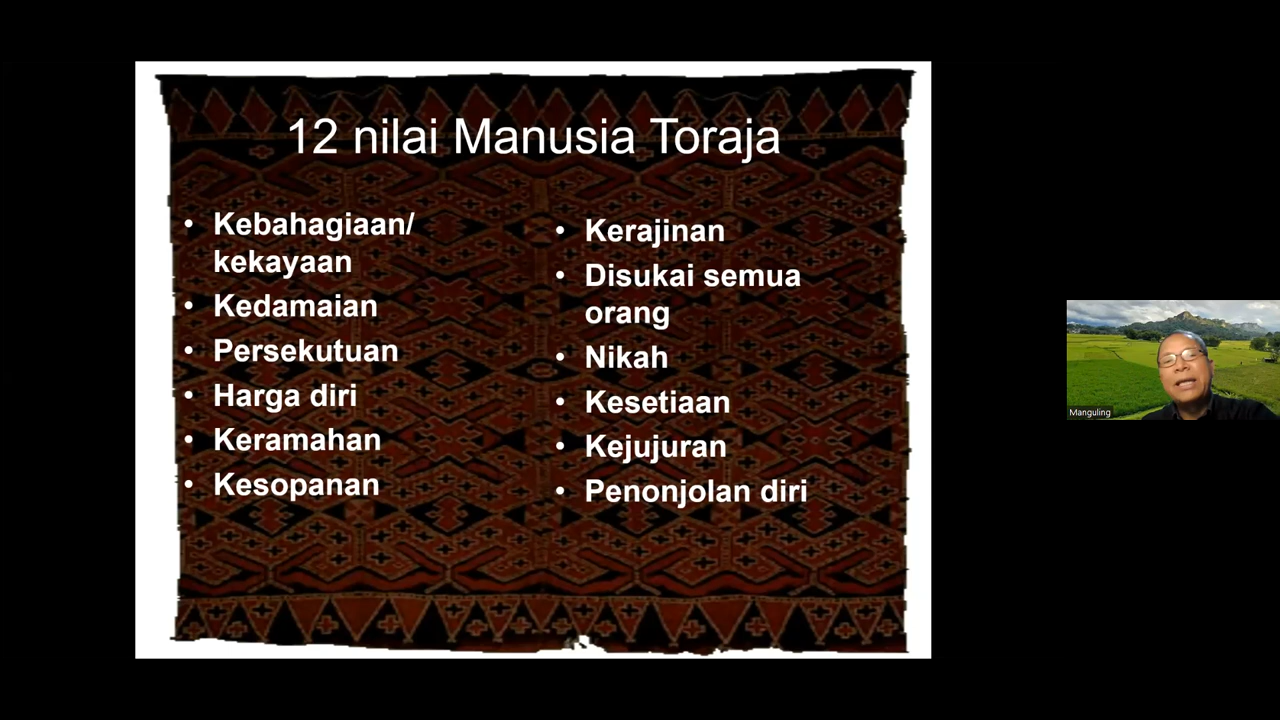 12 nilai Manusia Toraja
• Kebahagiaan/
kekayaan
• Kedamaian
• Persekutuan
• Harga diri
• Keramahan
• Kesopanan
• Kerajinan
• Disukai semua
orang
• Nikah
• Kesetiaan
• Kejujuran
• Penonjolan diri
Manguling